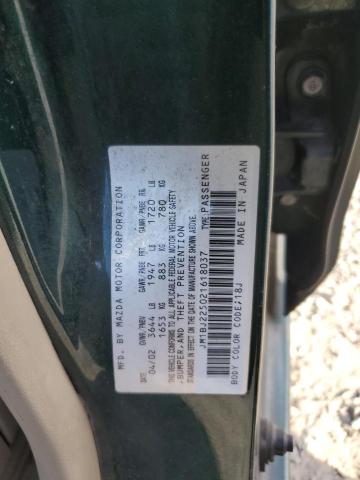 MFD. BY MAZDA MOTOR CORPORATION
04/02 GVWR/PNBV GAWR/PNBE FRT GAWR/PNBE RR
3644 LB 1947 LB 1720 LB
1653 KG 883 KG 780 KG
THIS VEHICLE CONFORMS TO ALL APPLICABLE FEDERAL MOTOR VEHICLE SAFETY
,BUMPER,AND THEFT PREVENTION
STANDARDS IN EFFECT ON THE DATE OF MANUFACTURE SHOWN ABOVE.
JM1BJ225021618037 TYPE:PASSENGER
BODY COLOR CODE:18J MADE IN JAPAN